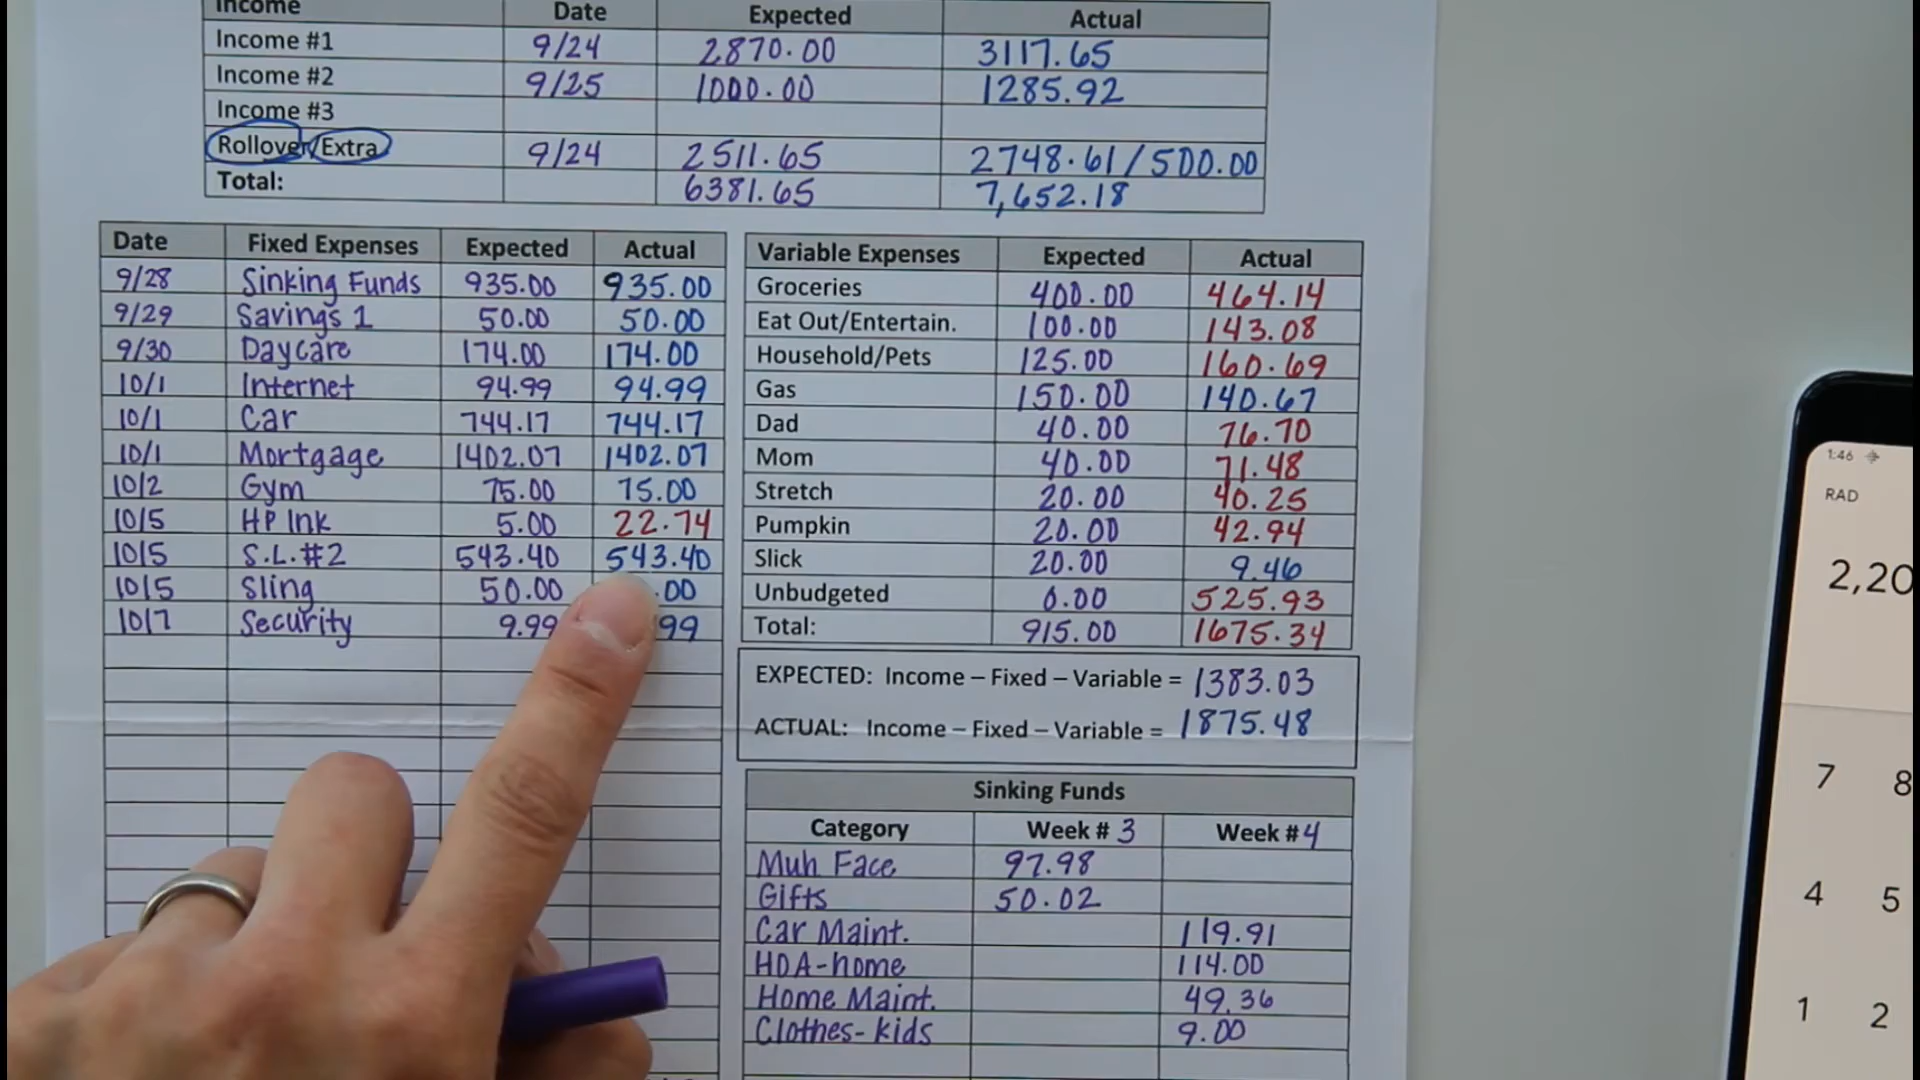 Income Date Expected Actual
Income #1 9/24 2870.00 3117.65
Income #2 9/25 1000.00 1285.92
Income #3
Rollover/Extra 9/24 2511.65 2748.61/500.00
Total: 6381.65 7,652.18
Date Fixed Expenses Expected Actual
9/28 Sinking Funds 935.00 935.00
9/29 Savings 1 50.00 50.00
9/30 Daycare 174.00 174.00
10/1 Internet 94.99 94.99
10/1 Car 744.17 744.17
10/1 Mortgage 1402.07 1402.07
10/2 Gym 75.00 75.00
10/5 HP Ink 5.00 22.74
10/5 S.L.#2 543.40 543.40
10/5 Sling 50.00 .00
10/7 Security 9.99 99
Variable Expenses Expected Actual
Groceries 400.00 464.14
Eat Out/Entertain. 100.00 143.08
Household/Pets 125.00 160.69
Gas 150.00 140.67
Dad 40.00 76.70
Mom 40.00 71.48
Stretch 20.00 40.25
Pumpkin 20.00 42.94
Slick 20.00 9.46
Unbudgeted 0.00 525.93
Total: 915.00 1675.34
EXPECTED: Income – Fixed – Variable = 1383.03
ACTUAL: Income – Fixed – Variable = 1875.48
Sinking Funds
Category Week # 3 Week #4
Muh Face 97.98
Gifts 50.02
Car Maint. 119.91
HOA-home 114.00
Home Maint. 49.36
Clothes-kids 9.00
1:46
RAD
2,20
7 8
4 5
1 2